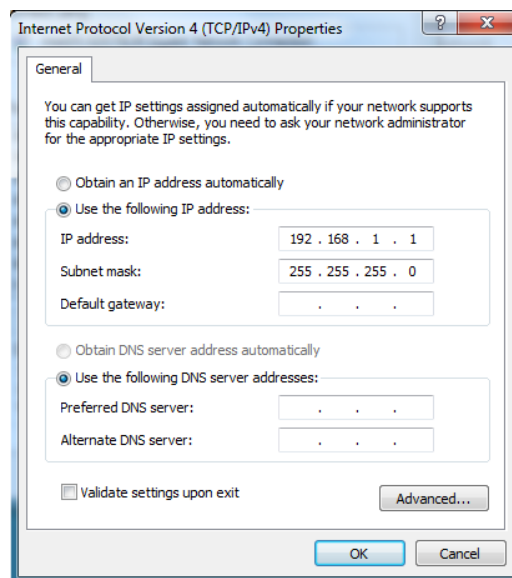 Internet Protocol Version 4 (TCP/IPv4) Properties
General
You can get IP settings assigned automatically if your network supports
this capability. Otherwise, you need to ask your network administrator
for the appropriate IP settings.
Obtain an IP address automatically
Use the following IP address:
IP address: 192 . 168 . 1 . 1
Subnet mask: 255 . 255 . 255 . 0
Default gateway: . . .
Obtain DNS server address automatically
Use the following DNS server addresses:
Preferred DNS server: . . .
Alternate DNS server: . . .
Validate settings upon exit
Advanced...
OK Cancel